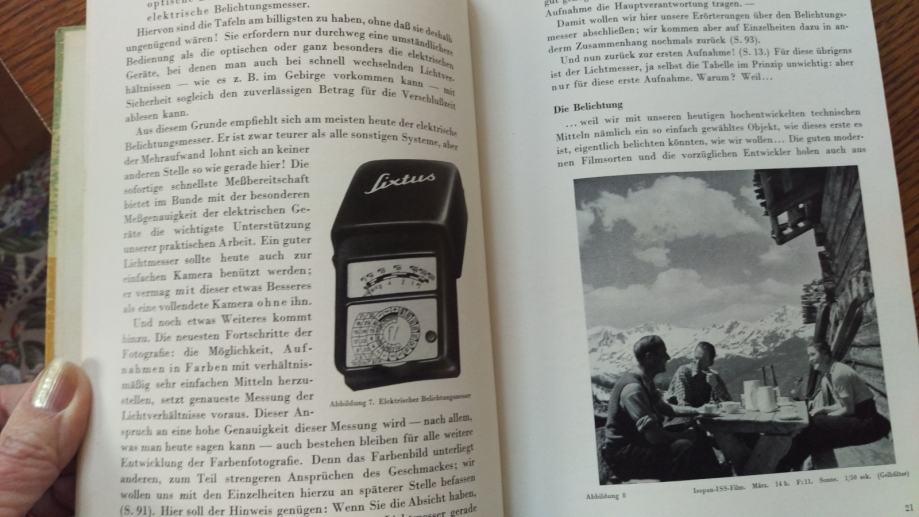 elektrische Belichtungsmesser.
Hiervon sind die Tafeln am billigsten zu haben, ohne daß sie deshalb
ungenügend wären! Sie erfordern nur durchweg eine umständlichere
Bedienung als die optischen oder ganz besonders die elektrischen
Geräte, bei denen man auch bei schnell wechselnden Lichtver-
hältnissen — wie es z. B. im Gebirge vorkommen kann — mit
Sicherheit sogleich den zuverlässigen Betrag für die Verschlußzeit
ablesen kann.
Aus diesem Grunde empfiehlt sich am meisten heute der elektrische
Belichtungsmesser. Er ist zwar teurer als alle sonstigen Systeme, aber
der Mehraufwand lohnt sich an keiner
anderen Stelle so wie gerade hier! Die
sofortige schnellste Meßbereitschaft
bietet im Bunde mit der besonderen
Meßgenauigkeit der elektrischen Ge-
räte die wichtigste Unterstützung
unserer praktischen Arbeit. Ein guter
Lichtmesser sollte heute auch zur
einfachen Kamera benützt werden;
er vermag mit dieser etwas Besseres
als eine vollendete Kamera ohne ihn.
Und noch etwas Weiteres kommt
hinzu. Die neuesten Fortschritte der
Fotografie: die Möglichkeit, Auf-
nahmen in Farben mit verhältnis-
mäßig sehr einfachen Mitteln herzu-
stellen, setzt genaueste Messung der
Lichtverhältnisse voraus. Dieser An-
spruch an eine hohe Genauigkeit dieser Messung wird — nach allem,
was man heute sagen kann — auch bestehen bleiben für alle weitere
Entwicklung der Farbenfotografie. Denn das Farbenbild unterliegt
anderen, zum Teil strengeren Ansprüchen des Geschmackes; wir
wollen uns mit den Einzelheiten hierzu an späterer Stelle befassen
(S. 91). Hier soll der Hinweis genügen: Wenn Sie die Absicht haben,
Lichtmesser gerade
Sixtus
Abbildung 7. Elektrischer Belichtungsmesser
Aufnahme die Hauptverantwortung tragen. —
Damit wollen wir hier unsere Erörterungen über den Belichtungs-
messer abschließen; wir kommen aber auf Einzelheiten dazu in an-
derm Zusammenhang nochmals zurück (S. 93).
Und nun zurück zur ersten Aufnahme! (S. 13.) Für diese übrigens
ist der Lichtmesser, ja selbst die Tabelle im Prinzip unwichtig: aber
nur für diese erste Aufnahme. Warum? Weil...
Die Belichtung
... weil wir mit unseren heutigen hochentwickelten technischen
Mitteln nämlich ein so einfach gewähltes Objekt, wie dieses erste es
ist, eigentlich belichten könnten, wie wir wollen... Die guten moder-
nen Filmsorten und die vorzüglichen Entwickler holen auch aus
Abbildung 8
Isopan-ISS-Film. März. 14 h. F:11. Sonne. 1/50 sek. (Gelbfilter)
21